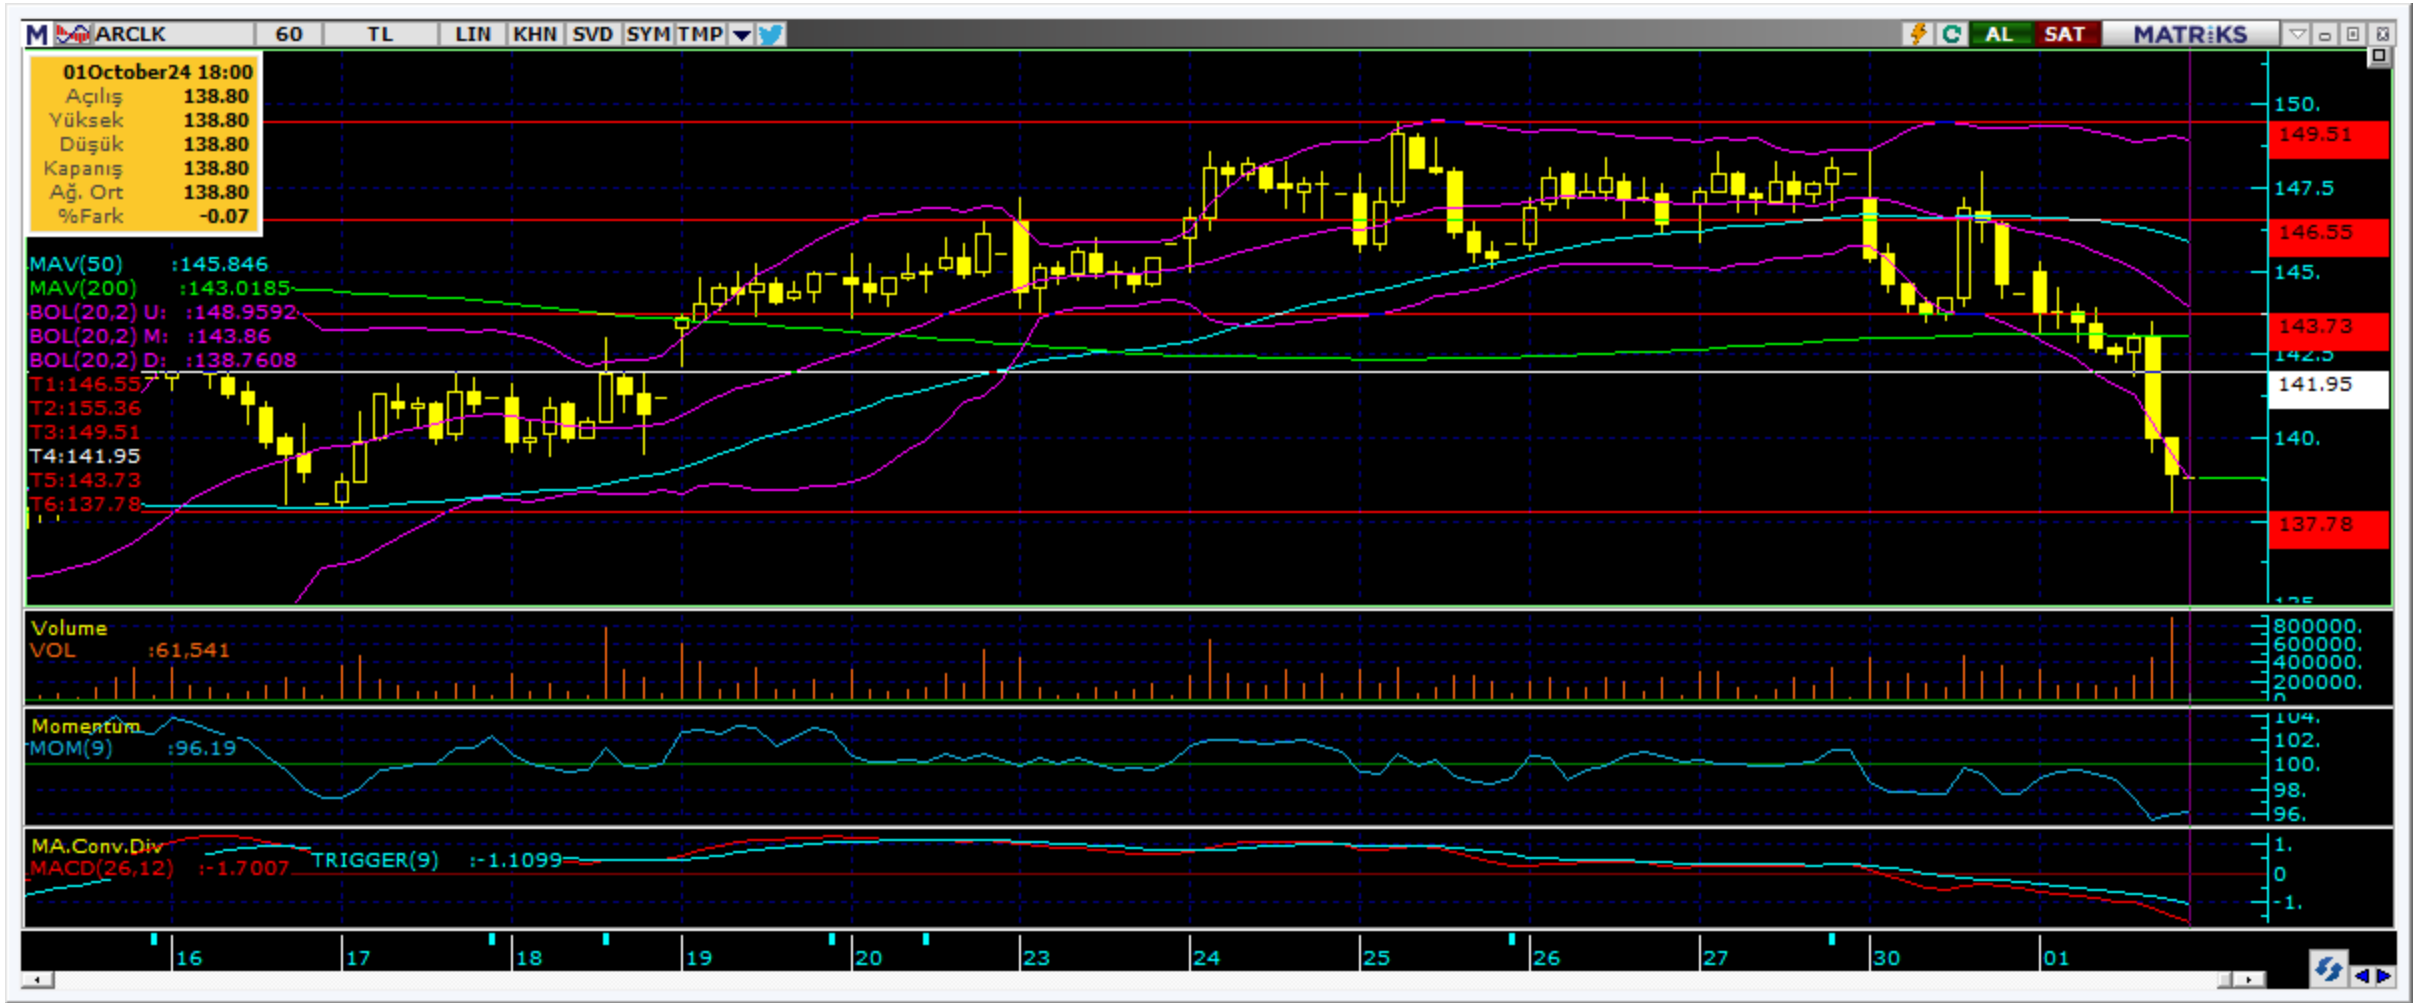 M ARCLK 60 TL LIN KHN SVD SYM TMP AL SAT MATRiKS
01October24 18:00
Açılış 138.80
Yüksek 138.80
Düşük 138.80
Kapanış 138.80
Ağ. Ort 138.80
%Fark -0.07
MAV(50) :145.846
MAV(200) :143.0185
BOL(20,2) U: :148.9592
BOL(20,2) M: :143.86
BOL(20,2) D: :138.7608
T1:146.55
T2:155.36
T3:149.51
T4:141.95
T5:143.73
T6:137.78
150.
149.51
147.5
146.55
145.
143.73
142.5
141.95
140.
137.78
135
Volume
VOL :61,541
800000.
600000.
400000.
200000.
0
Momentum
MOM(9) :96.19
104.
102.
100.
98.
96.
MA.Conv.Div
MACD(26,12) :-1.7007
TRIGGER(9) :-1.1099
1.
0
-1.
16 17 18 19 20 23 24 25 26 27 30 01